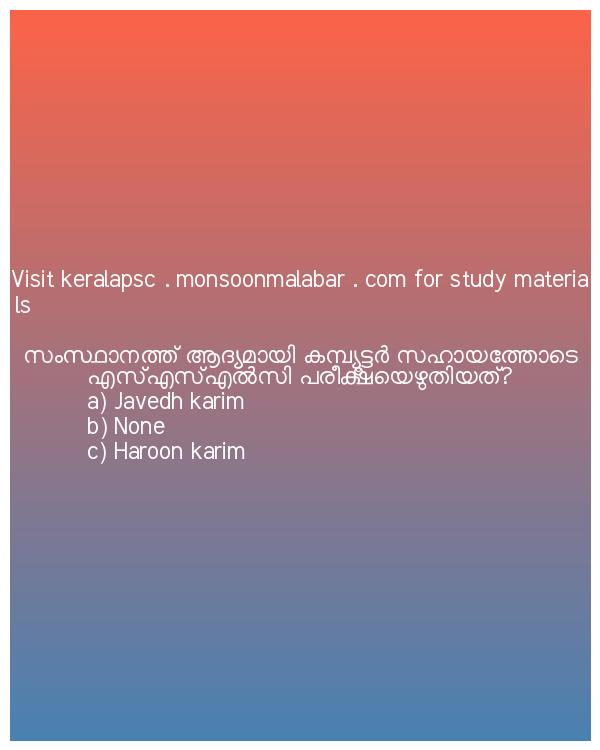 Visit keralapsc . monsoonmalabar . com for study materia
ls
സംസ്ഥാനത്ത് ആദ്യമായി കമ്പ്യൂട്ടർ സഹായത്തോടെ
എസ്എസ്എൽസി പരീക്ഷയെഴുതിയത്?
a) Javedh karim
b) None
c) Haroon karim